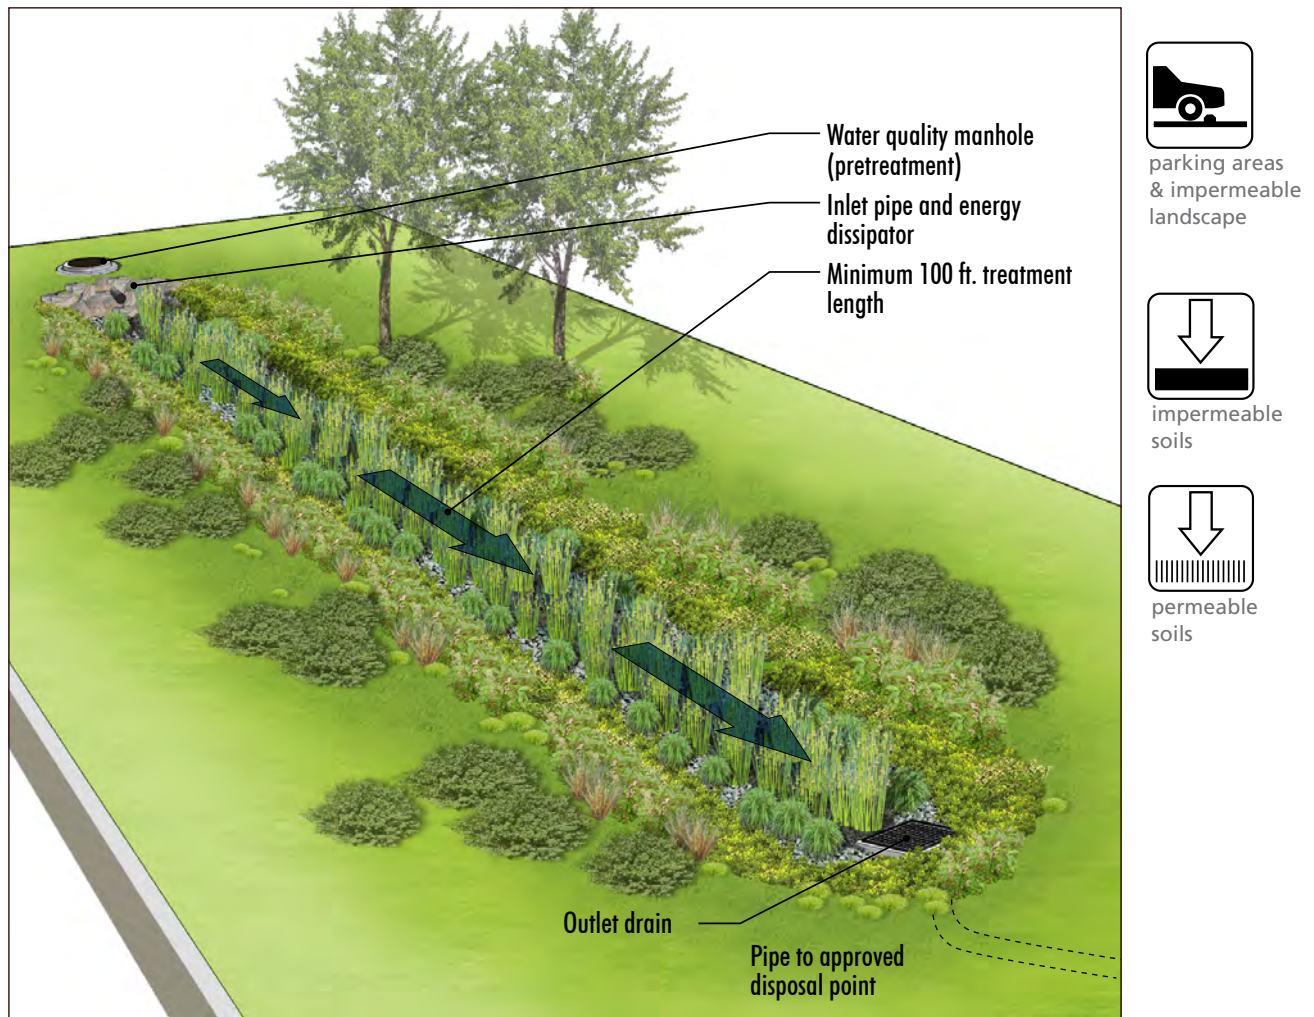 Water quality manhole
(pretreatment)
Inlet pipe and energy
dissipator
Minimum 100 ft. treatment
length
Outlet drain
Pipe to approved
disposal point
parking areas
& impermeable
landscape
impermeable
soils
permeable
soils